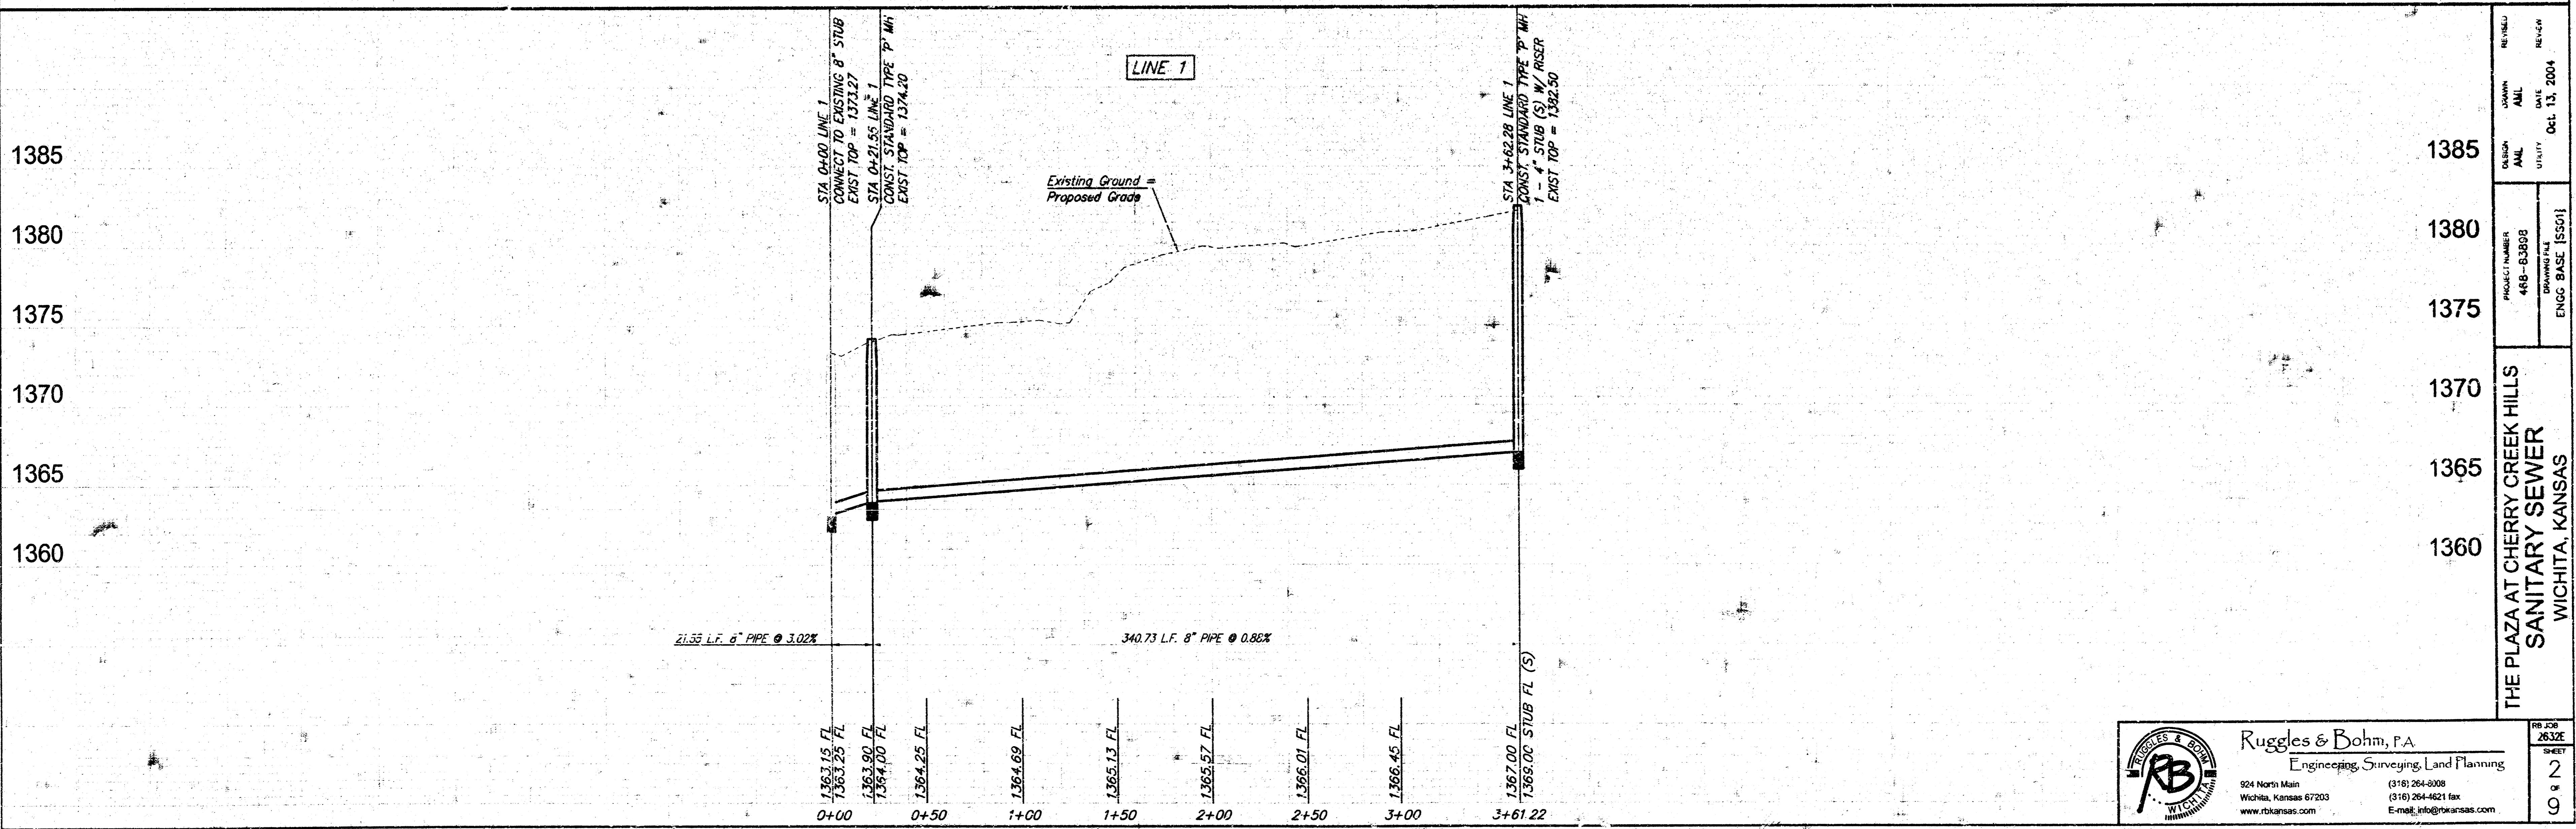 LINE 1
STA 0+00 LINE 1
CONNECT TO EXISTING 8" STUB
EXIST TOP = 1373.27
STA 0+21.55 LINE 1
CONST. STANDARD TYPE 'P' MH
EXIST TOP = 1374.20
Existing Ground =
Proposed Grade
STA 3+62.28 LINE 1
CONST. STANDARD TYPE 'P' MH
1 - 4" STUB (S) W/ RISER
EXIST TOP = 1382.50
1385
1380
1375
1370
1365
1360
1385
1380
1375
1370
1365
1360
21.55 L.F. 8" PIPE @ 3.02%
340.73 L.F. 8" PIPE @ 0.88%
1363.15 FL
1363.25 FL
1363.90 FL
1364.00 FL
1364.25 FL
1364.69 FL
1365.13 FL
1365.57 FL
1366.01 FL
1366.45 FL
1367.00 FL
1369.00 STUB FL (S)
0+00
0+50
1+00
1+50
2+00
2+50
3+00
3+61.22
DESIGN
AML
DRAWN
AML
REVISED
UTILITY
DATE
Oct. 13, 2004
REVIEW
PROJECT NUMBER
468-83898
DRAWING FILE
ENGG BASE
THE PLAZA AT CHERRY CREEK HILLS
SANITARY SEWER
WICHITA, KANSAS
RUGGLES & BOHM
RB
WICHITA
Ruggles & Bohm, P.A.
Engineering, Surveying, Land Planning
924 North Main
Wichita, Kansas 67203
www.rbkansas.com
(316) 264-8008
(316) 264-4621 fax
E-mail: info@rbkansas.com
RB JOB
2632E
SHEET
2
OF
9